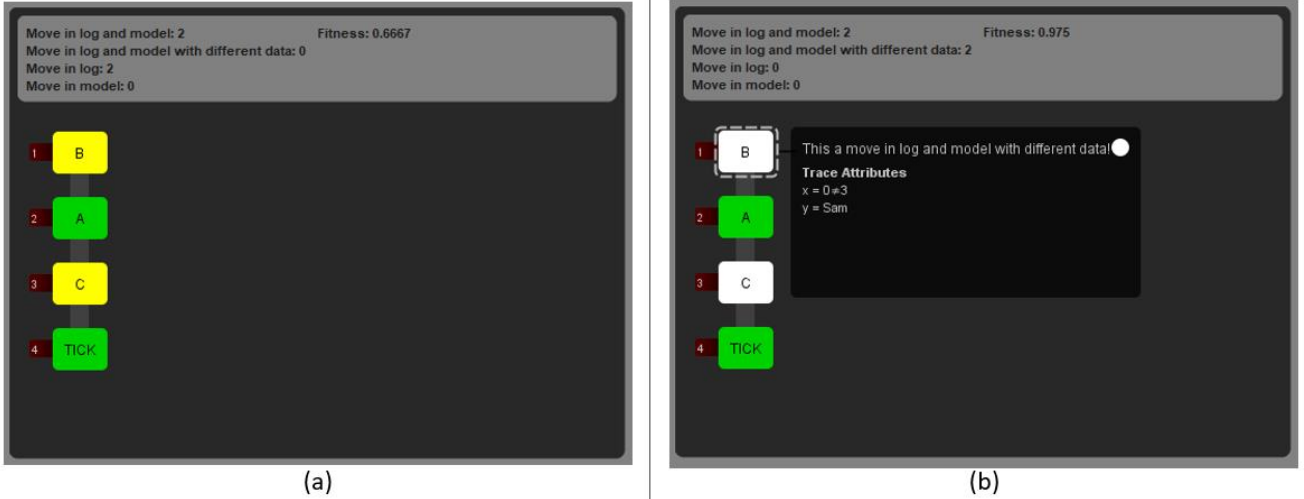 Move in log and model: 2 Fitness: 0.6667
Move in log and model with different data: 0
Move in log: 2
Move in model: 0
1 B
2 A
3 C
4 TICK
(a)
Move in log and model: 2 Fitness: 0.975
Move in log and model with different data: 2
Move in log: 0
Move in model: 0
1 B
This a move in log and model with different data!
Trace Attributes
x = 0≠3
y = Sam
2 A
3 C
4 TICK
(b)